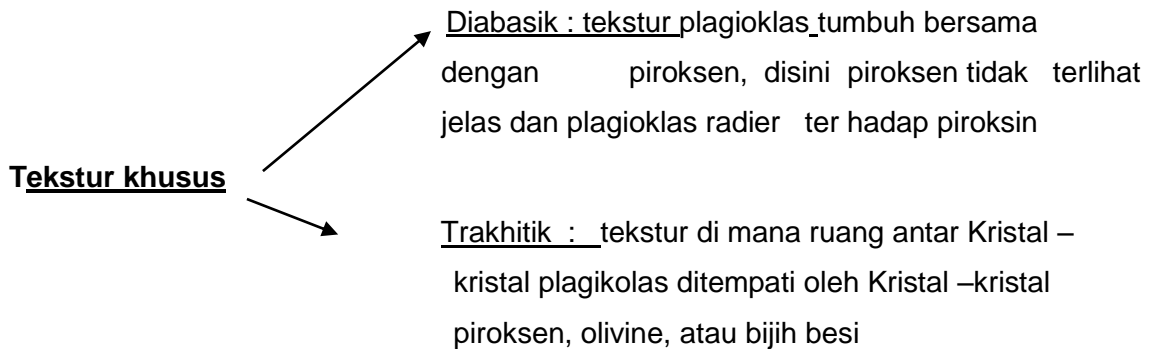 Diabasik : tekstur plagioklas tumbuh bersama
dengan piroksen, disini piroksen tidak terlihat
jelas dan plagioklas radier ter hadap piroksin
Tekstur khusus
Trakhitik : tekstur di mana ruang antar Kristal –
kristal plagikolas ditempati oleh Kristal –kristal
piroksen, olivine, atau bijih besi